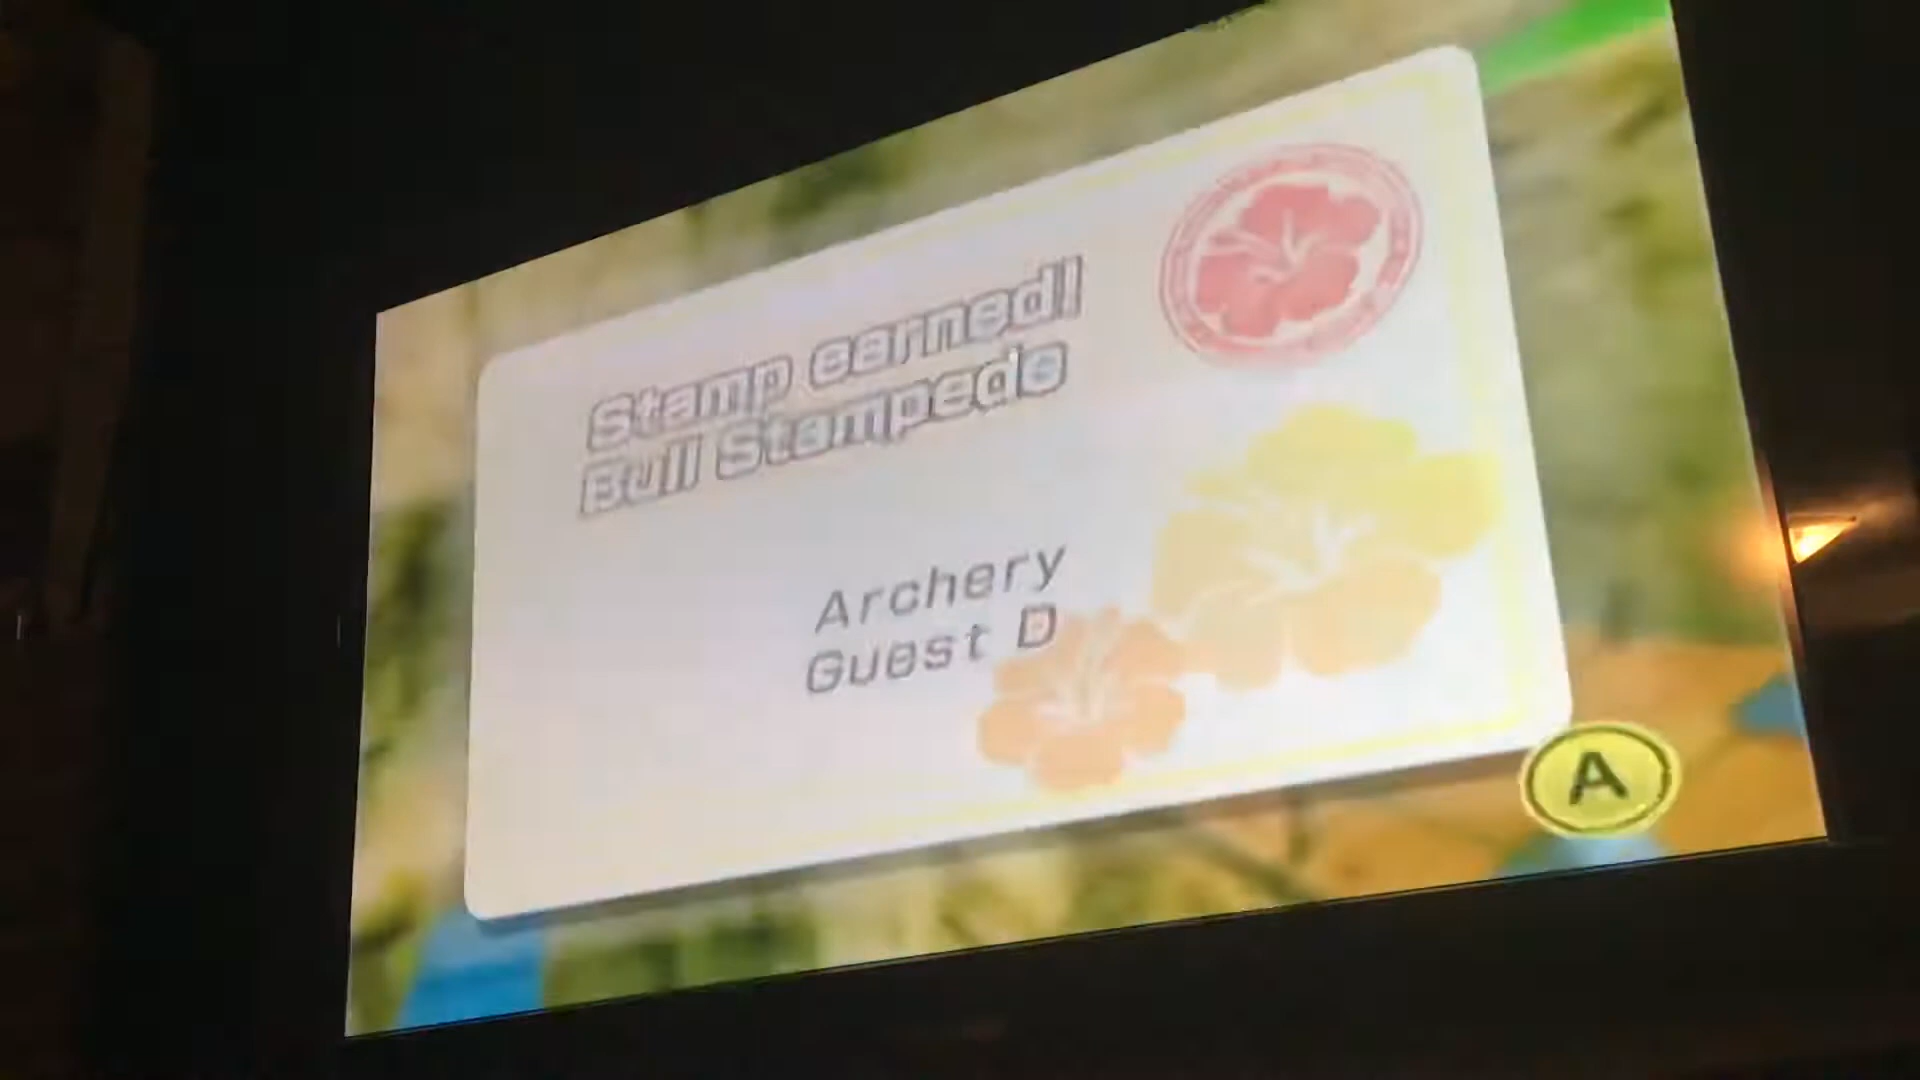 Stamp earned!
Bull Stampede
Archery
Guest D
A